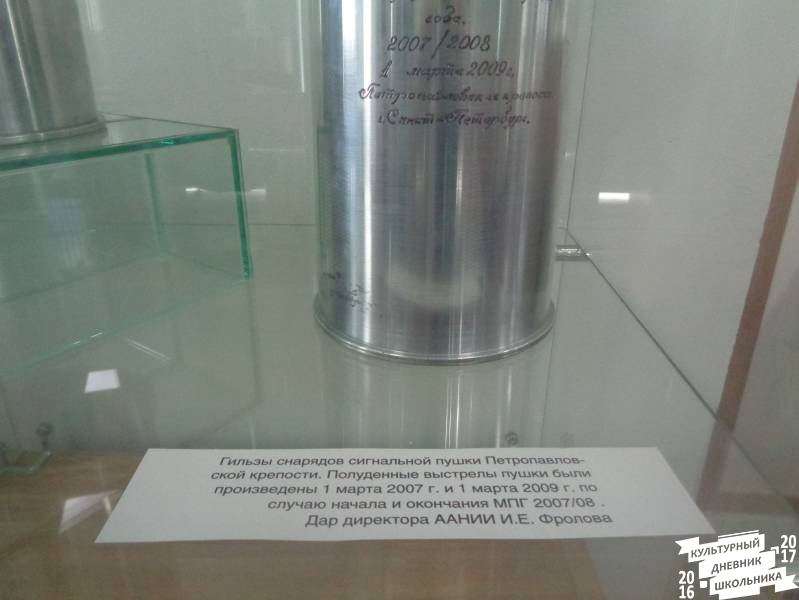 года.
2007/2008
1 марта 2009г,
Петропавловская крепость.
г. Санкт-Петербург.
Гильзы снарядов сигнальной пушки Петропавлов-
ской крепости. Полуденные выстрелы пушки были
произведены 1 марта 2007 г. и 1 марта 2009 г. по
случаю начала и окончания МПГ 2007/08 .
Дар директора ААНИИ И.Е. Фролова
КУЛЬТУРНЫЙ
ДНЕВНИК
ШКОЛЬНИКА
2016
2017